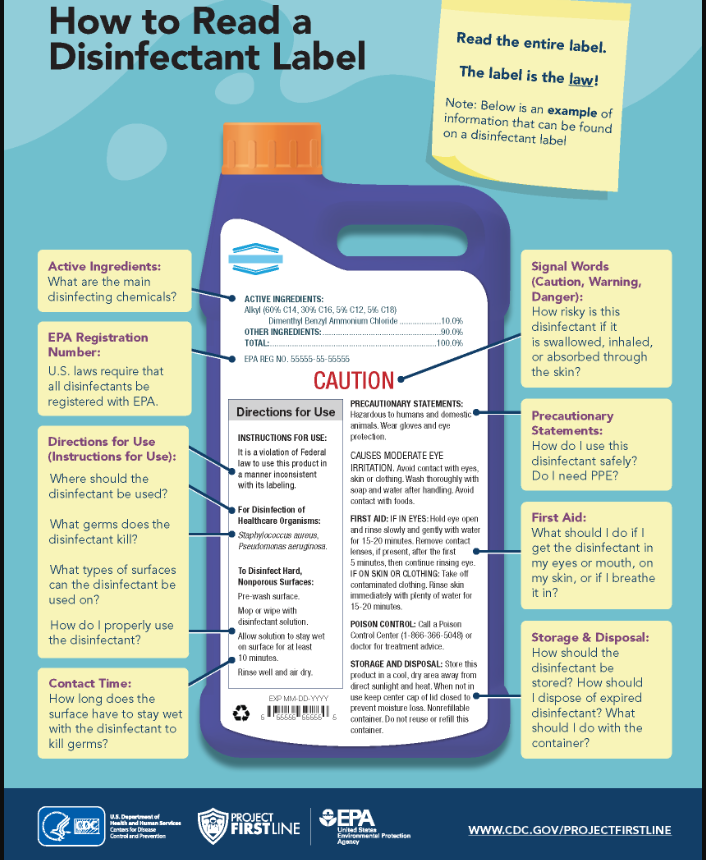 How to Read a
Disinfectant Label
Read the entire label.
The label is the law!
Note: Below is an example of
information that can be found
on a disinfectant label
Active Ingredients:
What are the main
disinfecting chemicals?
EPA Registration
Number:
U.S. laws require that
all disinfectants be
registered with EPA.
Directions for Use
(Instructions for Use):
Where should the
disinfectant be used?
What germs does the
disinfectant kill?
What types of surfaces
can the disinfectant be
used on?
How do I properly use
the disinfectant?
Contact Time:
How long does the
surface have to stay wet
with the disinfectant to
kill germs?
ACTIVE INGREDIENTS:
Alkyl (60% C14, 30% C16, 5% C12, 5% C18)
Dimenthyl Benzyl Ammonium Chloride ....................10.0%
OTHER INGREDIENTS: ..................................................90.0%
TOTAL:........................................................................100.0%
EPA REG NO. 55555-55-55555
CAUTION
Directions for Use
INSTRUCTIONS FOR USE:
It is a violation of Federal
law to use this product in
a manner inconsistent
with its labeling.
For Disinfection of
Healthcare Organisms:
Staphylococcus aureus,
Pseudomonas aeruginosa.
To Disinfect Hard,
Nonporous Surfaces:
Pre-wash surface.
Mop or wipe with
disinfectant solution.
Allow solution to stay wet
on surface for at least
10 minutes.
Rinse well and air dry.
EXP MM-DD-YYYY
PRECAUTIONARY STATEMENTS:
Hazardous to humans and domestic
animals. Wear gloves and eye
protection.
CAUSES MODERATE EYE
IRRITATION. Avoid contact with eyes,
skin or clothing. Wash thoroughly with
soap and water after handling. Avoid
contact with foods.
FIRST AID: IF IN EYES: Hold eye open
and rinse slowly and gently with water
for 15-20 minutes. Remove contact
lenses, if present, after the first
5 minutes, then continue rinsing eye.
IF ON SKIN OR CLOTHING: Take off
contaminated clothing. Rinse skin
immediately with plenty of water for
15-20 minutes.
POISON CONTROL: Call a Poison
Control Center (1-866-366-5048) or
doctor for treatment advice.
STORAGE AND DISPOSAL: Store this
product in a cool, dry area away from
direct sunlight and heat. When not in
use keep center cap of lid closed to
prevent moisture loss. Nonrefillable
container. Do not reuse or refill this
container.
Signal Words
(Caution, Warning,
Danger):
How risky is this
disinfectant if it
is swallowed, inhaled,
or absorbed through
the skin?
Precautionary
Statements:
How do I use this
disinfectant safely?
Do I need PPE?
First Aid:
What should I do if I
get the disinfectant in
my eyes or mouth, on
my skin, or if I breathe
it in?
Storage & Disposal:
How should the
disinfectant be
stored? How should
I dispose of expired
disinfectant? What
should I do with the
container?
CDC
U.S. Department of
Health and Human Services
Centers for Disease
Control and Prevention
PROJECT
FIRSTLINE
EPA
United States
Environmental Protection
Agency
WWW.CDC.GOV/PROJECTFIRSTLINE